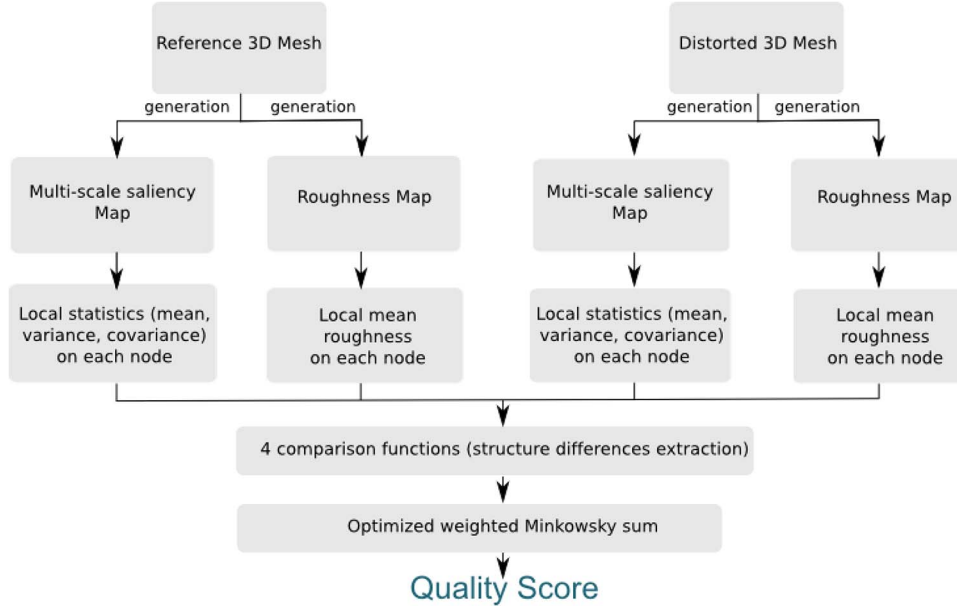 Reference 3D Mesh
Distorted 3D Mesh
generation
generation
generation
generation
Multi-scale saliency
Map
Roughness Map
Multi-scale saliency
Map
Roughness Map
Local statistics (mean,
variance, covariance)
on each node
Local mean
roughness
on each node
Local statistics (mean,
variance, covariance)
on each node
Local mean
roughness
on each node
4 comparison functions (structure differences extraction)
Optimized weighted Minkowsky sum
Quality Score